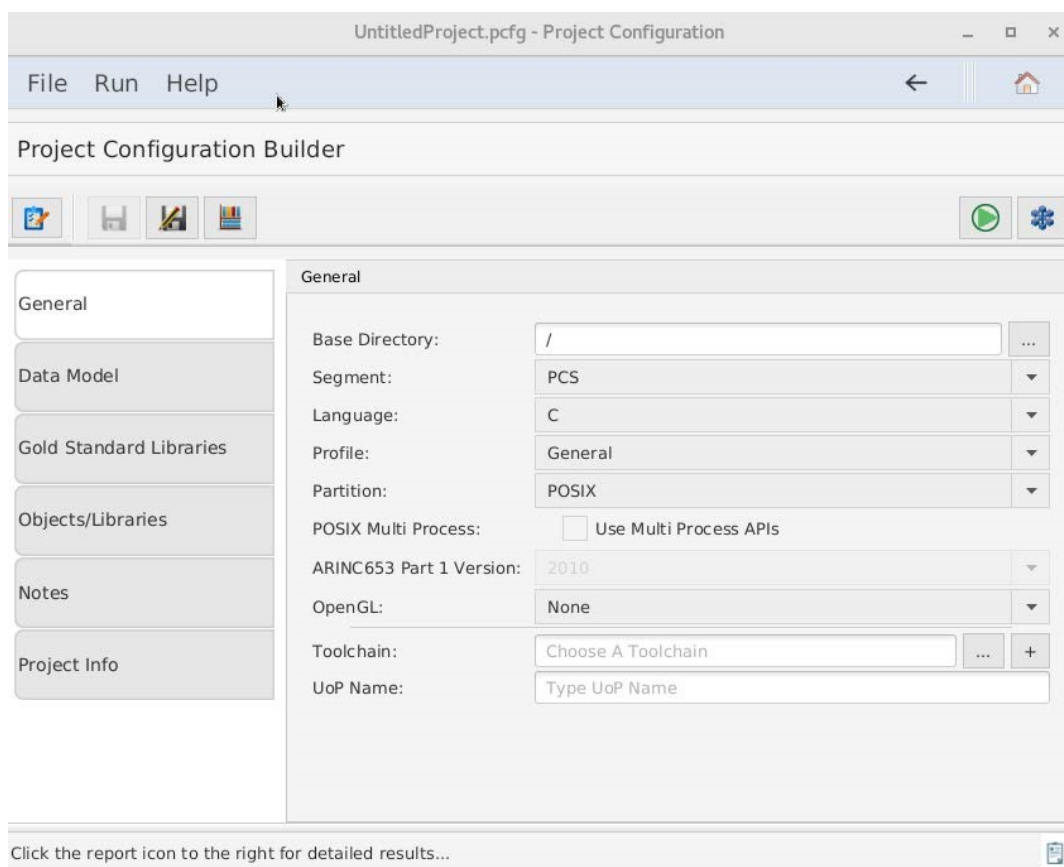 UntitledProject.pcfg - Project Configuration
File Run Help
Project Configuration Builder
General
Data Model
Gold Standard Libraries
Objects/Libraries
Notes
Project Info
General
Base Directory: / ...
Segment: PCS
Language: C
Profile: General
Partition: POSIX
POSIX Multi Process: Use Multi Process APIs
ARINC653 Part 1 Version: 2010
OpenGL: None
Toolchain: Choose A Toolchain ... +
UoP Name: Type UoP Name
Click the report icon to the right for detailed results...